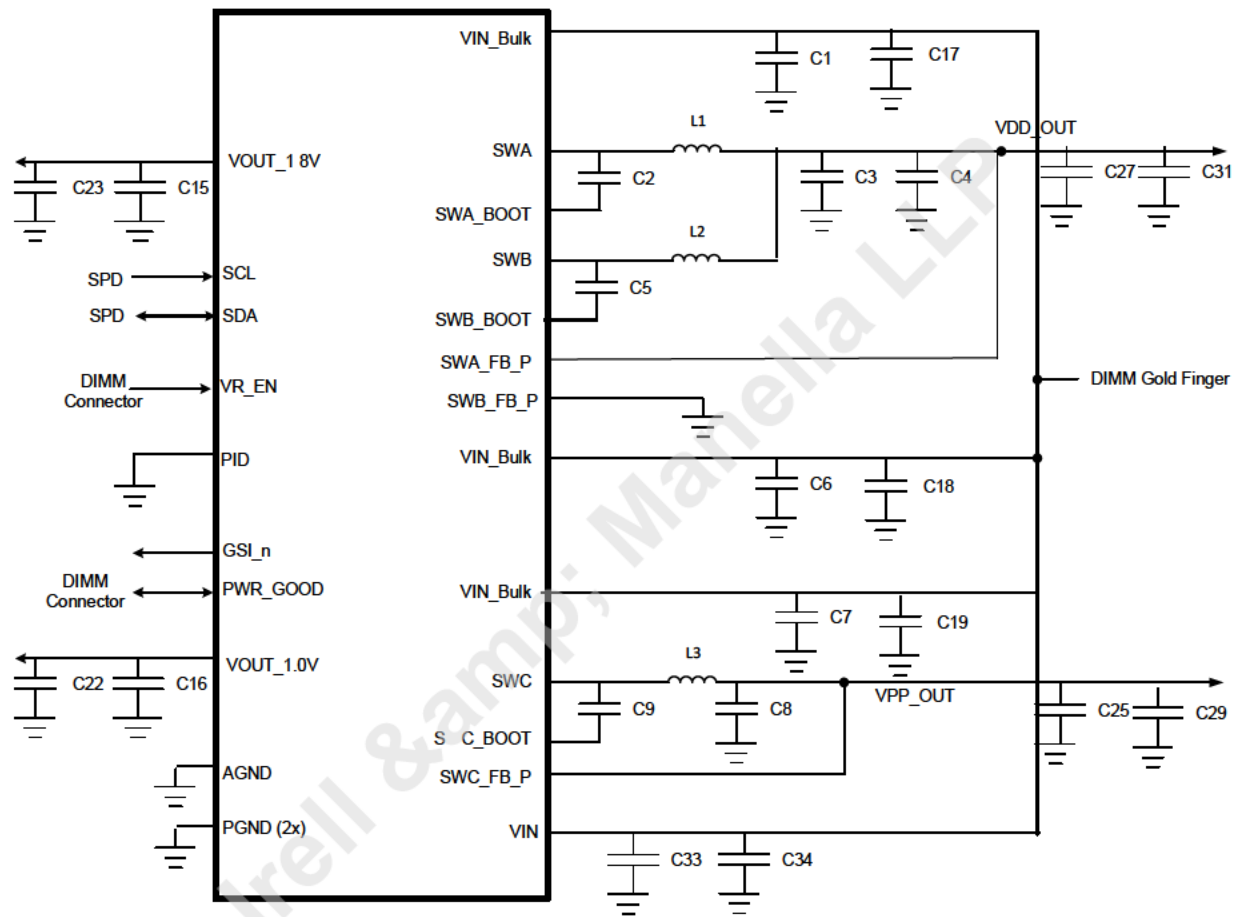 VIN_Bulk
C1
C17
L1
VDD_OUT
VOUT_1 8V
SWA
C23
C15
C2
C3
C4
C27
C31
SWA_BOOT
L2
SWB
SPD
SCL
C5
SPD
SDA
SWB_BOOT
SWA_FB_P
DIMM
Connector
VR_EN
DIMM Gold Finger
SWB_FB_P
PID
VIN_Bulk
C6
C18
GSI_n
DIMM
Connector
PWR_GOOD
VIN_Bulk
C7
C19
VOUT_1.0V
L3
C22
C16
SWC
VPP_OUT
C9
C8
C25
C29
S C_BOOT
AGND
SWC_FB_P
PGND (2x)
VIN
C33
C34
Irell &amp; Manella LLP